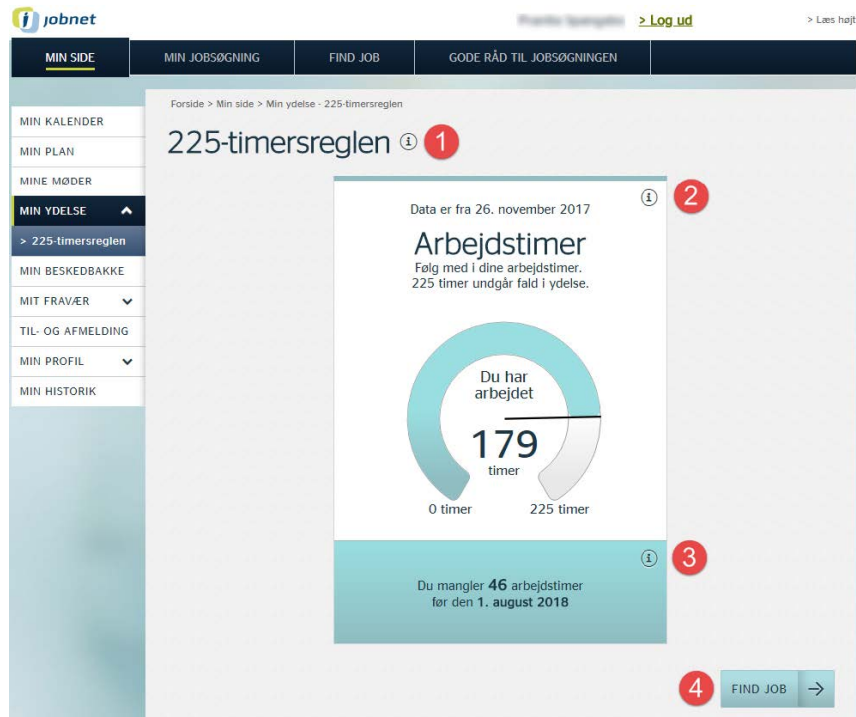 jobnet
> Log ud
> Læs højt
MIN SIDE
MIN JOBSØGNING
FIND JOB
GODE RÅD TIL JOBSØGNINGEN
Forside > Min side > Min ydelse - 225-timersreglen
MIN KALENDER
MIN PLAN
MINE MØDER
MIN YDELSE
> 225-timersreglen
MIN BESKEDBAKKE
MIT FRAVÆR
TIL- OG AFMELDING
MIN PROFIL
MIN HISTORIK
225-timersreglen i 1
i 2
Data er fra 26. november 2017
Arbejdstimer
Følg med i dine arbejdstimer.
225 timer undgår fald i ydelse.
Du har
arbejdet
179
timer
0 timer 225 timer
i 3
Du mangler 46 arbejdstimer
før den 1. august 2018
4 FIND JOB →